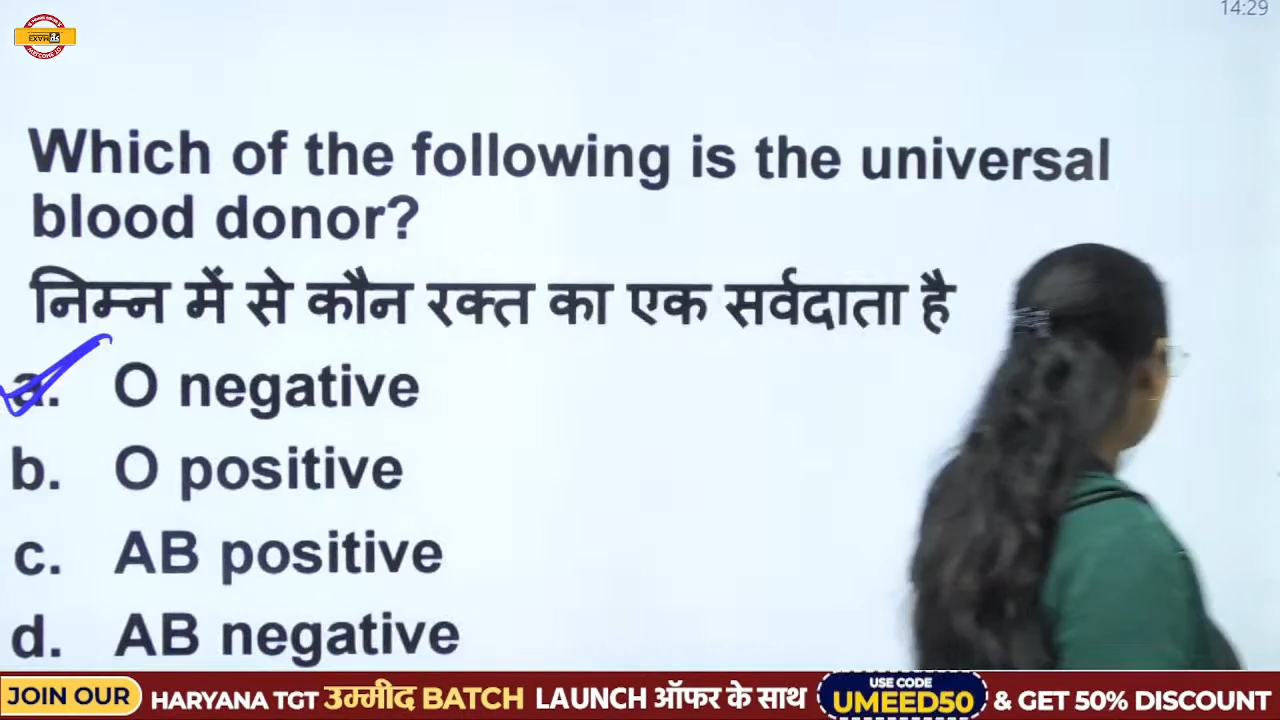 14:29
EXAM
Which of the following is the universal
blood donor?
निम्न में से कौन रक्त का एक सर्वदाता है
a. O negative
b. O positive
c. AB positive
d. AB negative
JOIN OUR HARYANA TGT उम्मीद BATCH LAUNCH ऑफर के साथ USE CODE UMEED50 & GET 50% DISCOUNT